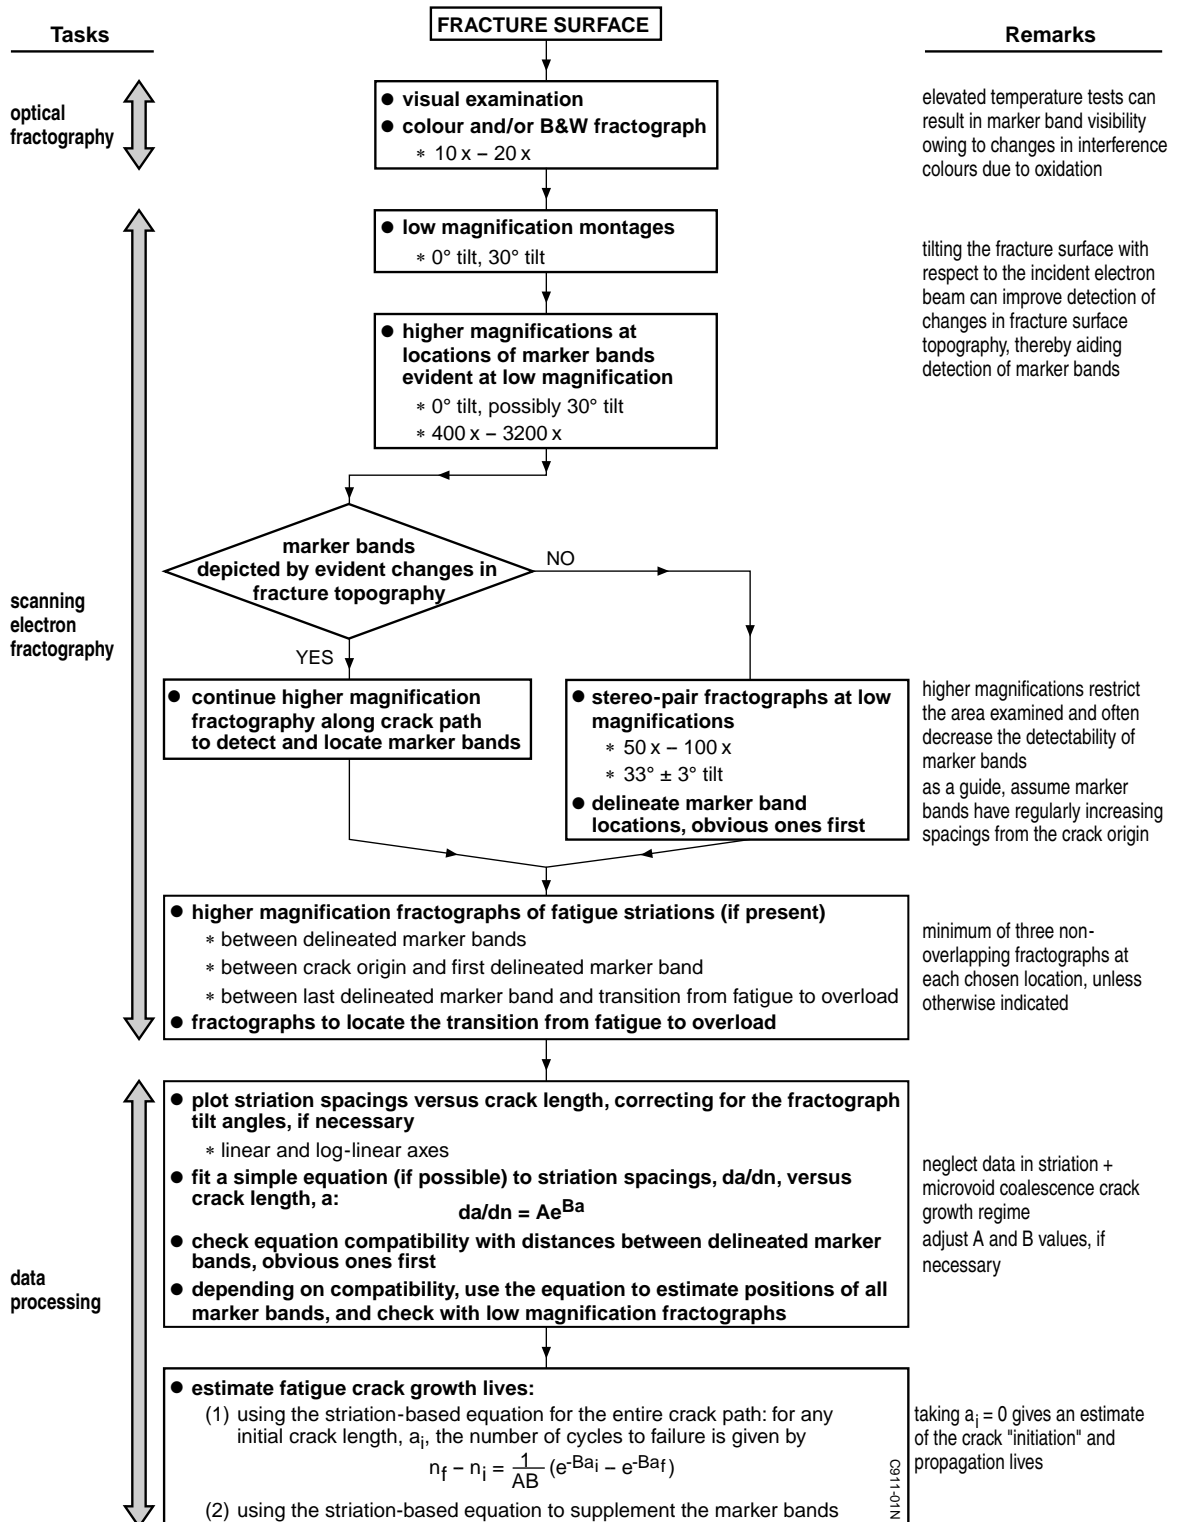 Tasks
FRACTURE SURFACE
Remarks
optical
fractography
● visual examination
● colour and/or B&W fractograph
* 10 x – 20 x
elevated temperature tests can
result in marker band visibility
owing to changes in interference
colours due to oxidation
● low magnification montages
* 0° tilt, 30° tilt
tilting the fracture surface with
respect to the incident electron
beam can improve detection of
changes in fracture surface
topography, thereby aiding
detection of marker bands
● higher magnifications at
locations of marker bands
evident at low magnification
* 0° tilt, possibly 30° tilt
* 400 x – 3200 x
marker bands
depicted by evident changes in
fracture topography
NO
YES
scanning
electron
fractography
● continue higher magnification
fractography along crack path
to detect and locate marker bands
● stereo-pair fractographs at low
magnifications
* 50 x – 100 x
* 33° ± 3° tilt
● delineate marker band
locations, obvious ones first
higher magnifications restrict
the area examined and often
decrease the detectability of
marker bands
as a guide, assume marker
bands have regularly increasing
spacings from the crack origin
● higher magnification fractographs of fatigue striations (if present)
* between delineated marker bands
* between crack origin and first delineated marker band
* between last delineated marker band and transition from fatigue to overload
● fractographs to locate the transition from fatigue to overload
minimum of three non-
overlapping fractographs at
each chosen location, unless
otherwise indicated
data
processing
● plot striation spacings versus crack length, correcting for the fractograph
tilt angles, if necessary
* linear and log-linear axes
● fit a simple equation (if possible) to striation spacings, da/dn, versus
crack length, a:
da/dn = Ae^Ba
● check equation compatibility with distances between delineated marker
bands, obvious ones first
● depending on compatibility, use the equation to estimate positions of all
marker bands, and check with low magnification fractographs
neglect data in striation +
microvoid coalescence crack
growth regime
adjust A and B values, if
necessary
● estimate fatigue crack growth lives:
(1) using the striation-based equation for the entire crack path: for any
initial crack length, a_i, the number of cycles to failure is given by
n_f – n_i = 1/AB (e^-Ba_i – e^-Ba_f)
(2) using the striation-based equation to supplement the marker bands
taking a_i = 0 gives an estimate
of the crack "initiation" and
propagation lives
C911-01N